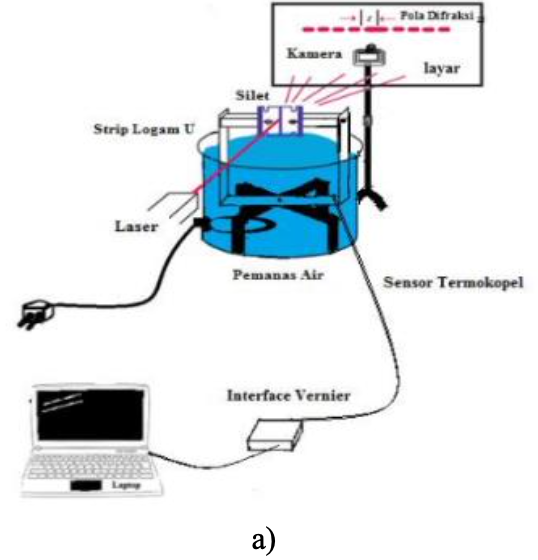 z
Pola Difraksi
Kamera
layar
Silet
Strip Logam U
Laser
Pemanas Air
Sensor Termokopel
Interface Vernier
Laptop
a)